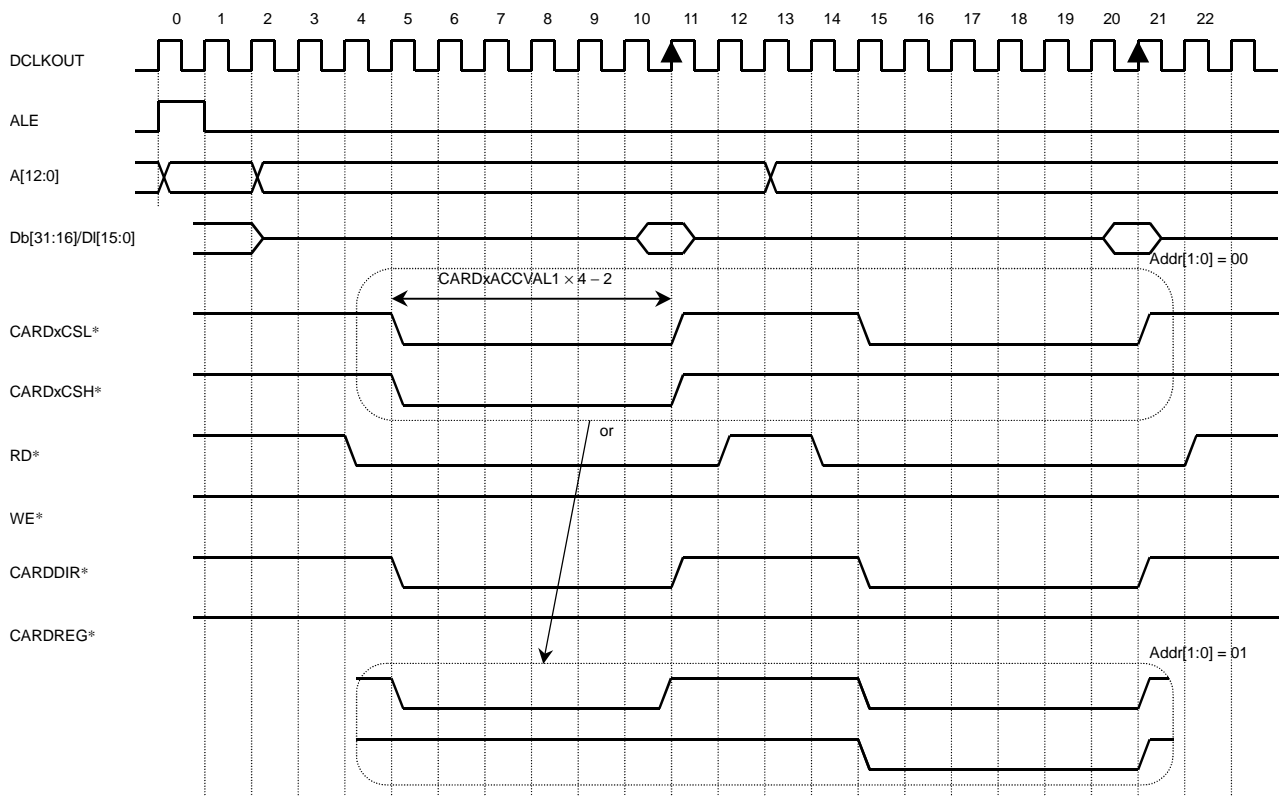 0 1 2 3 4 5 6 7 8 9 10 11 12 13 14 15 16 17 18 19 20 21 22
DCLKOUT
ALE
A[12:0]
Db[31:16]/Dl[15:0]
Addr[1:0] = 00
CARDxACCVAL1 × 4 – 2
CARDxCSL*
CARDxCSH*
or
RD*
WE*
CARDDIR*
CARDREG*
Addr[1:0] = 01